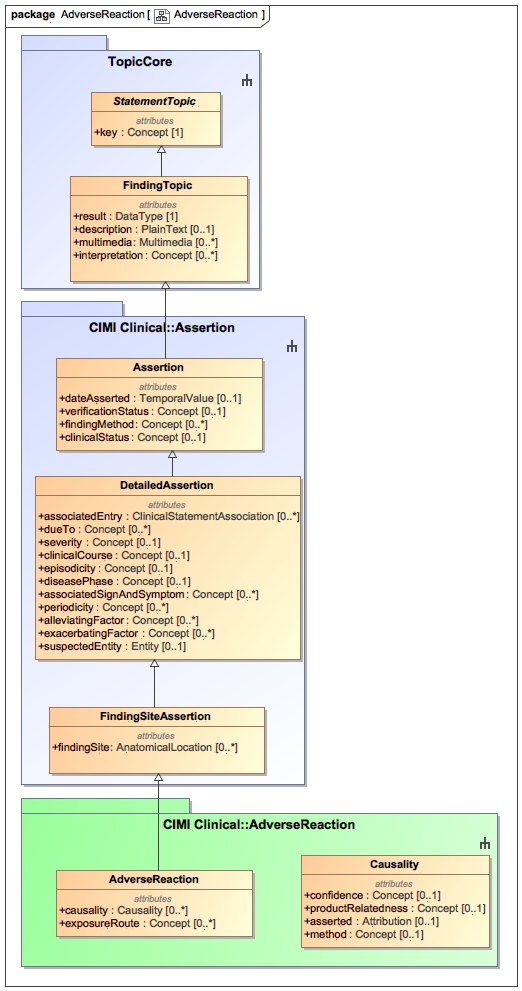 package AdverseReaction [ AdverseReaction ]
TopicCore
StatementTopic
attributes
+key : Concept [1]
FindingTopic
attributes
+result : DataType [1]
+description : PlainText [0..1]
+multimedia : Multimedia [0..*]
+interpretation : Concept [0..*]
CIMI Clinical::Assertion
Assertion
attributes
+dateAsserted : TemporalValue [0..1]
+verificationStatus : Concept [0..1]
+findingMethod : Concept [0..*]
+clinicalStatus : Concept [0..1]
DetailedAssertion
attributes
+associatedEntry : ClinicalStatementAssociation [0..*]
+dueTo : Concept [0..*]
+severity : Concept [0..1]
+clinicalCourse : Concept [0..1]
+episodicity : Concept [0..1]
+diseasePhase : Concept [0..1]
+associatedSignAndSymptom : Concept [0..*]
+periodicity : Concept [0..*]
+alleviatingFactor : Concept [0..*]
+exacerbatingFactor : Concept [0..*]
+suspectedEntity : Entity [0..1]
FindingSiteAssertion
attributes
+findingSite : AnatomicalLocation [0..*]
CIMI Clinical::AdverseReaction
AdverseReaction
attributes
+causality : Causality [0..*]
+exposureRoute : Concept [0..*]
Causality
attributes
+confidence : Concept [0..1]
+productRelatedness : Concept [0..1]
+asserted : Attribution [0..1]
+method : Concept [0..1]